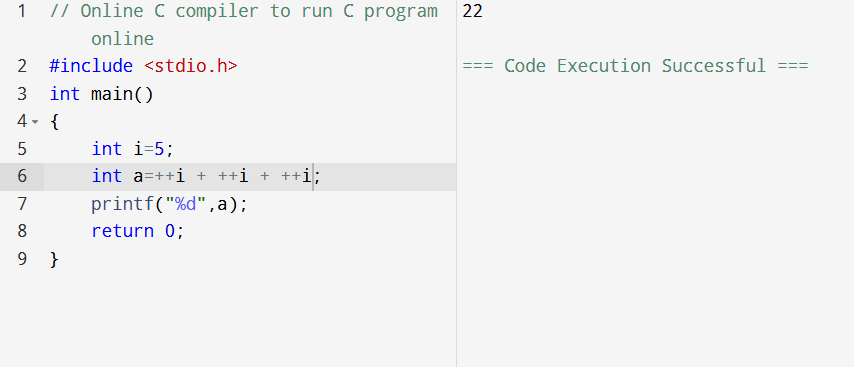 1 // Online C compiler to run C program
online
2 #include <stdio.h>
3 int main()
4 {
5 int i=5;
6 int a=++i + ++i + ++i;
7 printf("%d",a);
8 return 0;
9 }
22
=== Code Execution Successful ===